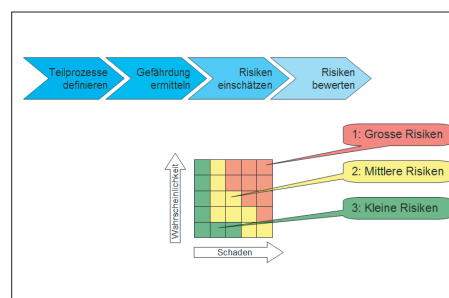 Teilprozesse
definieren
Gefährdung
ermitteln
Risiken
einschätzen
Risiken
bewerten
1: Grosse Risiken
2: Mittlere Risiken
3: Kleine Risiken
Wahrscheinlichkeit
Schaden